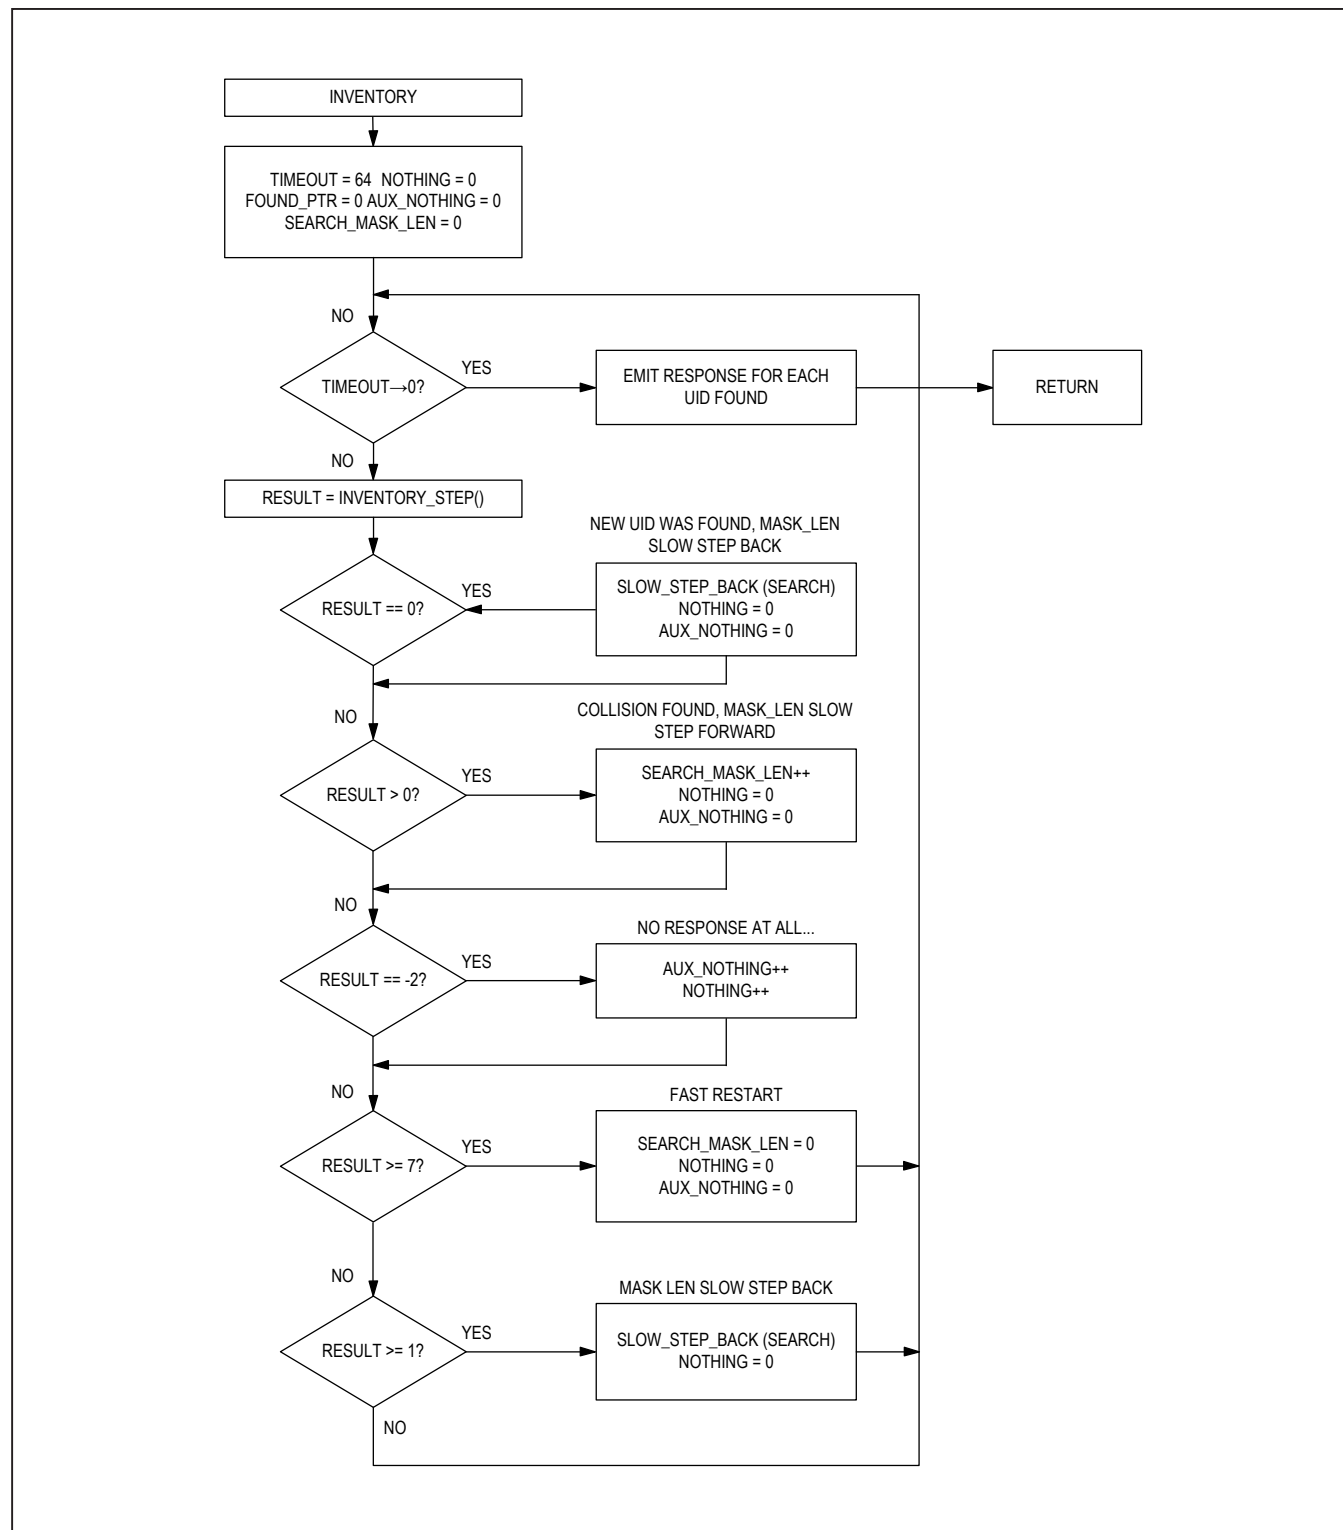 INVENTORY
TIMEOUT = 64 NOTHING = 0
FOUND_PTR = 0 AUX_NOTHING = 0
SEARCH_MASK_LEN = 0
NO
TIMEOUT→0?
YES
EMIT RESPONSE FOR EACH
UID FOUND
RETURN
NO
RESULT = INVENTORY_STEP()
NEW UID WAS FOUND, MASK_LEN
SLOW STEP BACK
RESULT == 0?
YES
SLOW_STEP_BACK (SEARCH)
NOTHING = 0
AUX_NOTHING = 0
NO
COLLISION FOUND, MASK_LEN SLOW
STEP FORWARD
RESULT > 0?
YES
SEARCH_MASK_LEN++
NOTHING = 0
AUX_NOTHING = 0
NO
NO RESPONSE AT ALL...
RESULT == -2?
YES
AUX_NOTHING++
NOTHING++
NO
FAST RESTART
RESULT >= 7?
YES
SEARCH_MASK_LEN = 0
NOTHING = 0
AUX_NOTHING = 0
NO
MASK LEN SLOW STEP BACK
RESULT >= 1?
YES
SLOW_STEP_BACK (SEARCH)
NOTHING = 0
NO